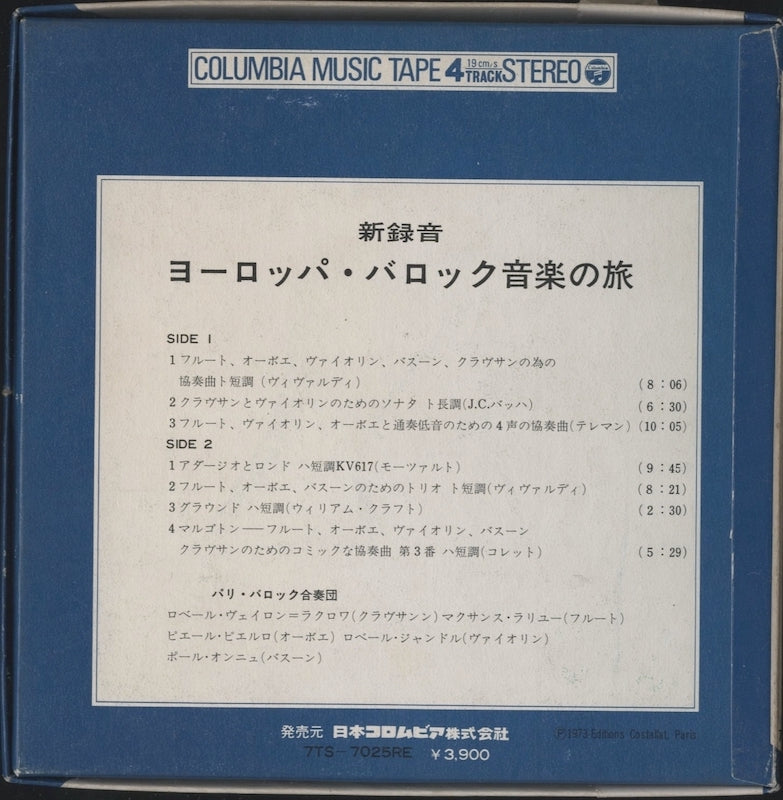 COLUMBIA MUSIC TAPE 4 19cm/s TRACK STEREO Columbia
新録音
ヨーロッパ・バロック音楽の旅
SIDE 1
1 フルート、オーボエ、ヴァイオリン、バスーン、クラヴサンの為の
協奏曲ト短調 (ヴィヴァルディ) (8:06)
2 クラヴサンとヴァイオリンのためのソナタ ト長調(J.C.バッハ) (6:30)
3 フルート、ヴァイオリン、オーボエと通奏低音のための4声の協奏曲(テレマン) (10:05)
SIDE 2
1 アダージオとロンド ハ短調KV617(モーツァルト) (9:45)
2 フルート、オーボエ、バスーンのためのトリオ ト短調(ヴィヴァルディ) (8:21)
3 グラウンド ハ短調(ウィリアム・クラフト) (2:30)
4 マルゴトン——フルート、オーボエ、ヴァイオリン、バスーン
クラヴサンのためのコミックな協奏曲 第3番 ハ短調(コレット) (5:29)
パリ・バロック合奏団
ロベール・ヴェイロン=ラクロワ(クラヴサンン) マクサンス・ラリユー(フルート)
ピエール・ピエルロ(オーボエ) ロベール・ジャンドル(ヴァイオリン)
ポール・オンニュ(バスーン)
発売元 日本コロムビア株式会社 Ⓟ1973 Editions Costallat, Paris
7TS-7025RE ¥3,900